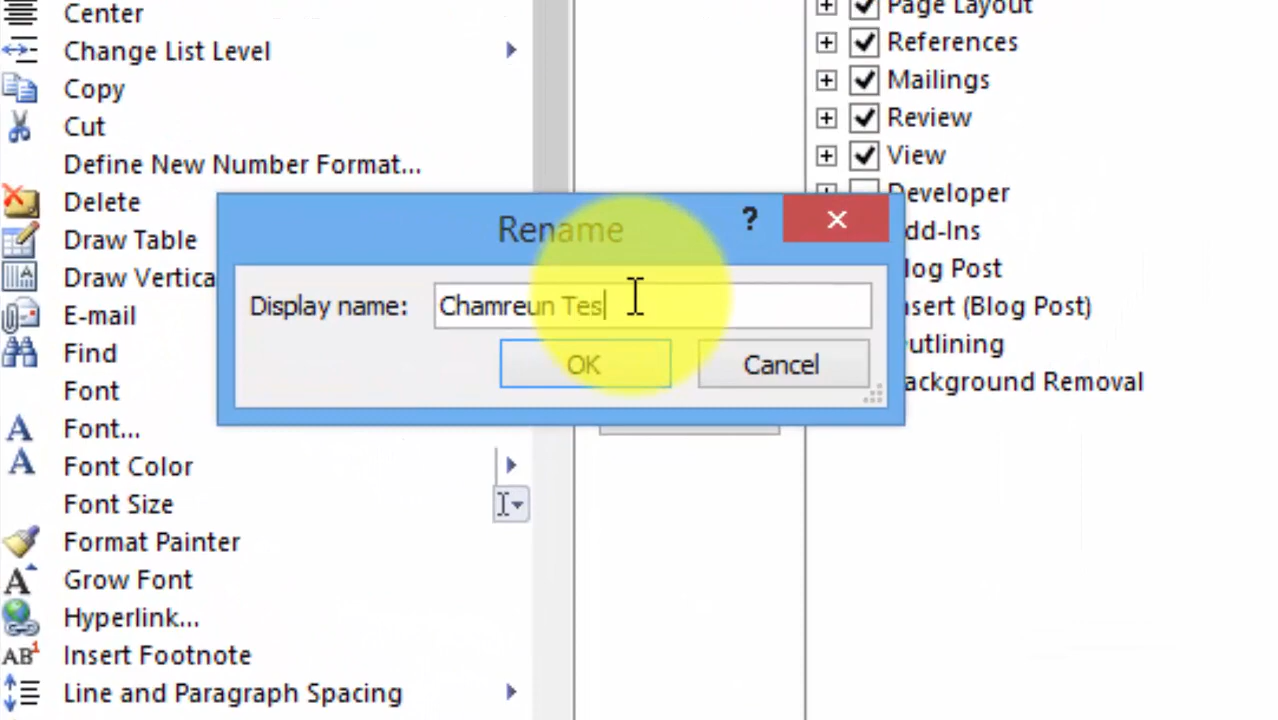 Center
Change List Level
Copy
Cut
Define New Number Format...
Delete
Draw Table
Draw Vertica
E-mail
Find
Font
Font...
Font Color
Font Size
Format Painter
Grow Font
Hyperlink...
Insert Footnote
Line and Paragraph Spacing
Rename
?
Display name: Chamreun Tes
OK Cancel
Page Layout
References
Mailings
Review
View
Developer
dd-Ins
log Post
nsert (Blog Post)
utlining
ackground Removal